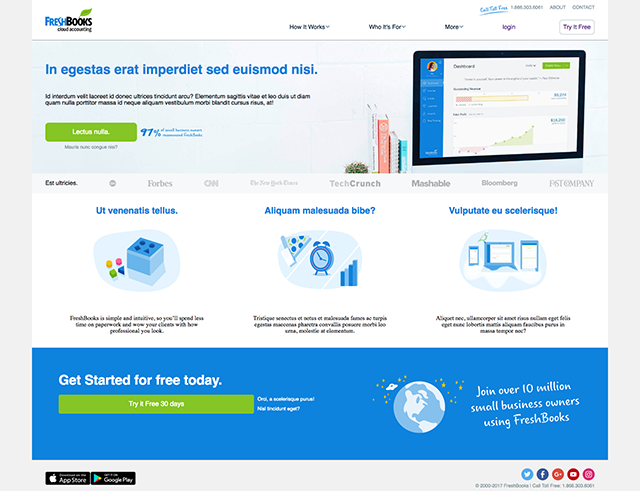 FRESHBOOKS
cloud accounting
Call Toll Free 1.866.303.6061 ABOUT CONTACT
How It Works Who It's For More login Try It Free
In egestas erat imperdiet sed euismod nisi.
Id interdum velit laoreet id donec ultrices tincidunt arcu? Elementum sagittis vitae et leo duis ut diam
quam nulla porttitor massa id neque aliquam vestibulum morbi blandit cursus risus, at!
Lectus nulla.
97% of small business owners
recommend FreshBooks
Mauris nunc congue nisi?
Dashboard
Est ultricies.
Forbes
CNN
The New York Times
TechCrunch
Mashable
Bloomberg
FAST COMPANY
Ut venenatis tellus. Aliquam malesuada bibe? Vulputate eu scelerisque!
FreshBooks is simple and intuitive, so you'll spend less
time on paperwork and wow your clients with how
professional you look.
Tristique senectus et netus et malesuada fames ac turpis
egestas maecenas pharetra convallis posuere morbi leo
urna, molestie at elementum.
Aliquet nec, ullamcorper sit amet risus nullam eget felis
eget nunc lobortis mattis aliquam faucibus purus in
massa tempor noc?
Get Started for free today.
Try it Free 30 days
Orci, a scelerisque purus!
Nisl tincidunt eget?
Join over 10 million
small business owners
using FreshBooks
Download on the
App Store
GET IT ON
Google Play
© 2000-2017 FreshBooks | Call Toll Free: 1.866.303.6061